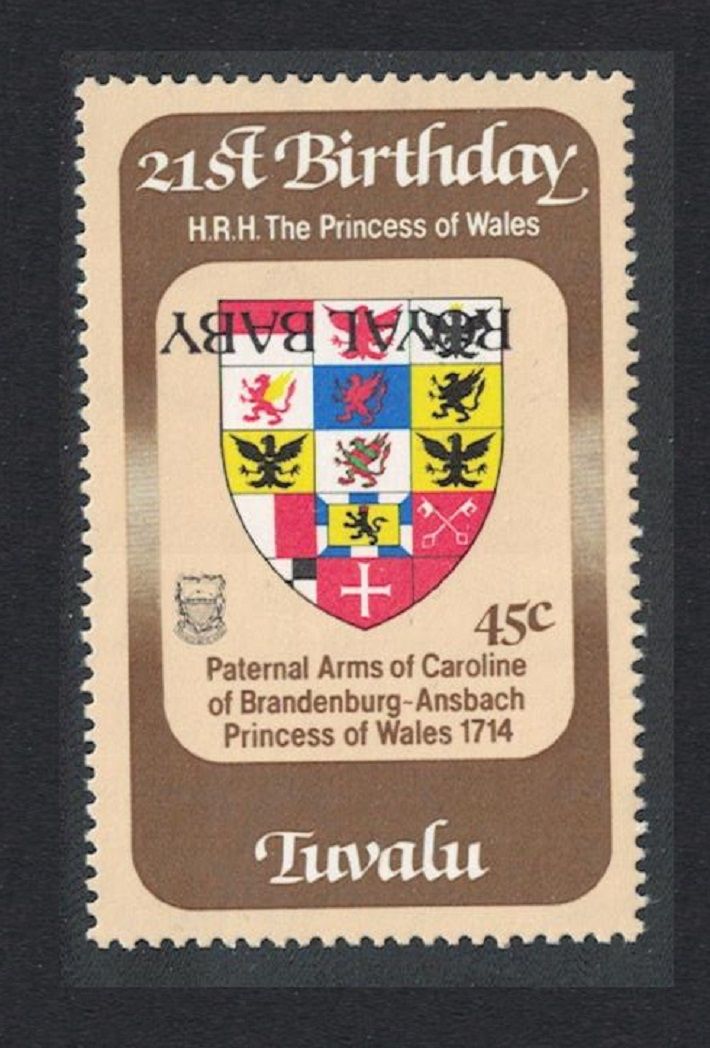 21st Birthday
H.R.H. The Princess of Wales
ROYAL BABY
45c
Paternal Arms of Caroline
of Brandenburg-Ansbach
Princess of Wales 1714
Tuvalu